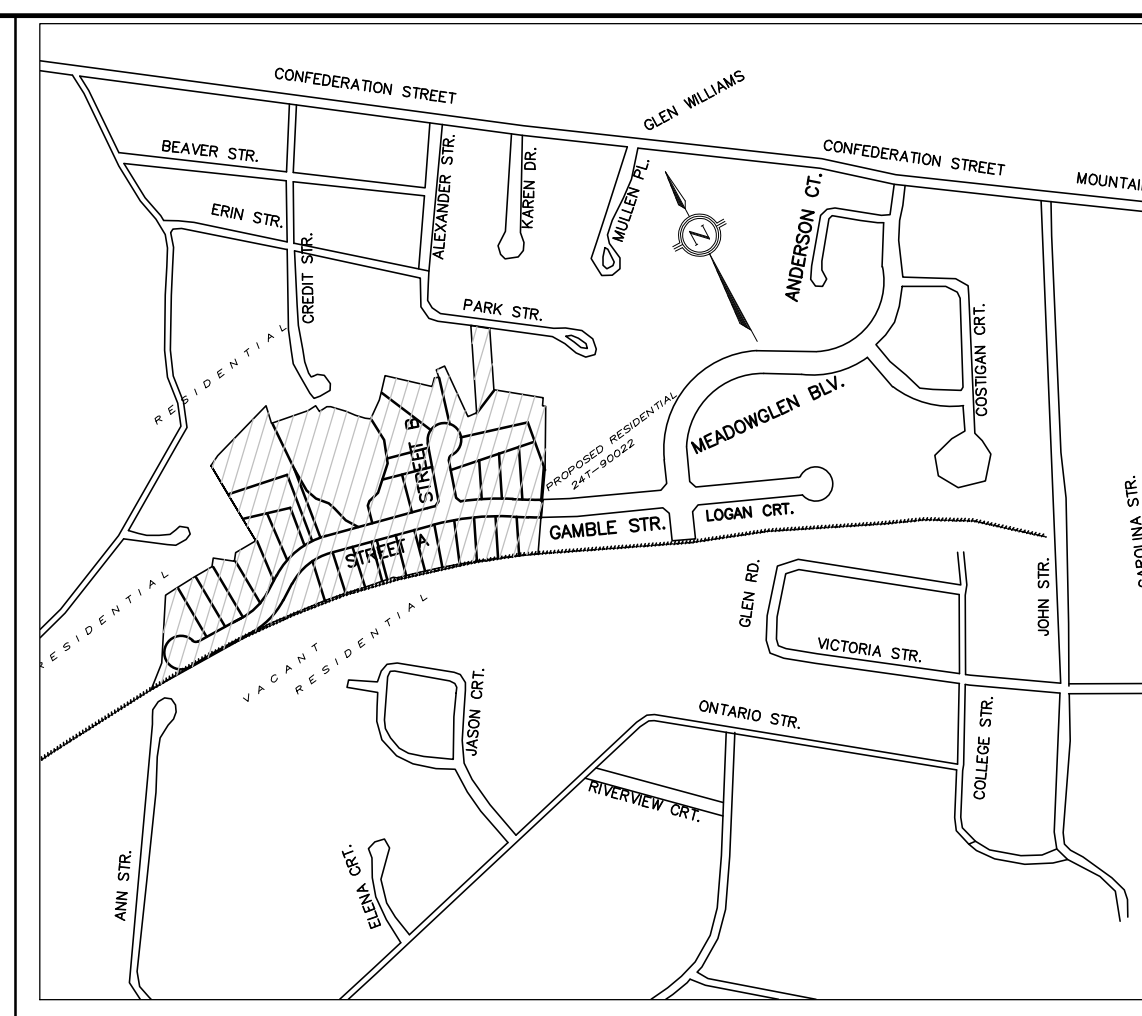 CONFEDERATION STREET
GLEN WILLIAMS
BEAVER STR.
ALEXANDER STR.
KAREN DR.
MULLEN PL.
CONFEDERATION STREET
ANDERSON CT.
ERIN STR.
CREDIT STR.
N
PARK STR.
RESIDENTIAL
COSTIGAN CRT.
MEADOWGLEN BLV.
PROPOSED RESIDENTIAL
24T-90022
STREET B
STREET A
GAMBLE STR.
LOGAN CRT.
RESIDENTIAL
VACANT
RESIDENTIAL
GLEN RD.
JOHN STR.
CAROLINA STR.
VICTORIA STR.
JASON CRT.
ONTARIO STR.
COLLEGE STR.
RIVERVIEW CRT.
ELENA CRT.
ANN STR.